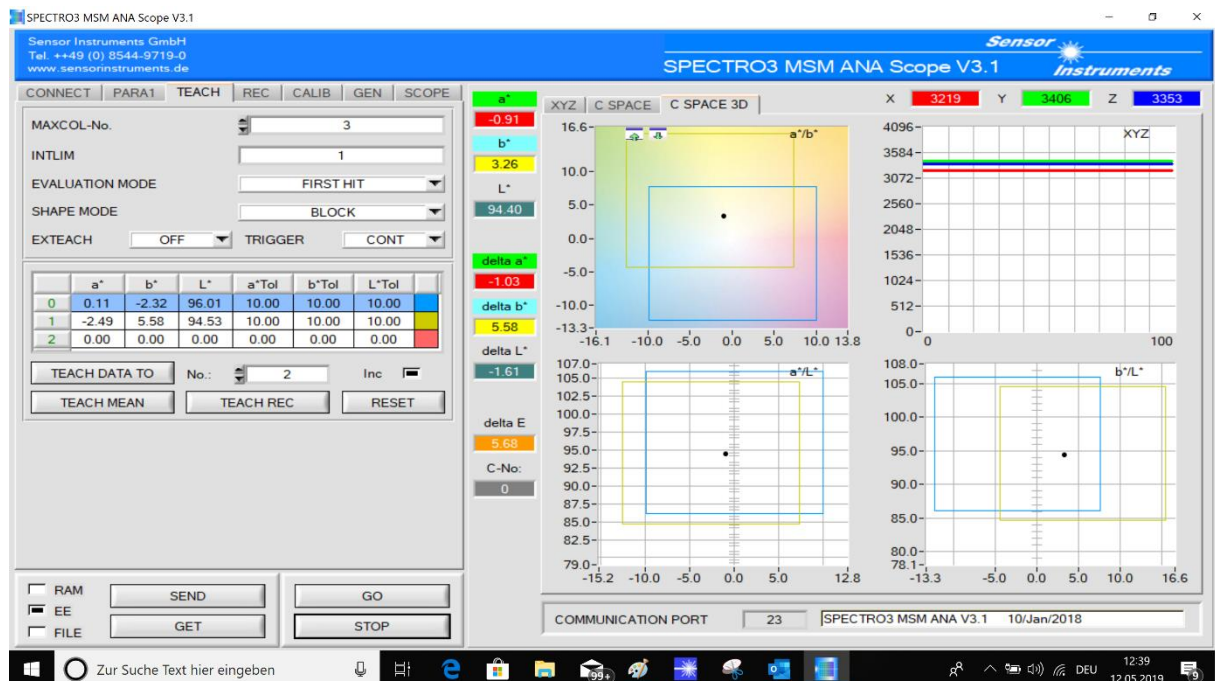 SPECTRO3 MSM ANA Scope V3.1
Sensor Instruments GmbH
Tel. ++49 (0) 8544-9719-0
www.sensorinstruments.de
Sensor
Instruments
SPECTRO3 MSM ANA Scope V3.1
CONNECT PARA1 TEACH REC CALIB GEN SCOPE
MAXCOL-No. 3
INTLIM 1
EVALUATION MODE FIRST HIT
SHAPE MODE BLOCK
EXTEACH OFF TRIGGER CONT
a* b* L* a*Tol b*Tol L*Tol
0 0.11 -2.32 96.01 10.00 10.00 10.00
1 -2.49 5.58 94.53 10.00 10.00 10.00
2 0.00 0.00 0.00 0.00 0.00 0.00
TEACH DATA TO No.: 2 Inc
TEACH MEAN TEACH REC RESET
RAM
EE
FILE
SEND
GET
GO
STOP
a*
-0.91
b*
3.26
L*
94.40
delta a*
-1.03
delta b*
5.58
delta L*
-1.61
delta E
5.68
C-No:
0
XYZ C SPACE C SPACE 3D
X 3219 Y 3406 Z 3353
a*/b*
16.6
10.0
5.0
0.0
-5.0
-10.0
-13.3
-16.1 -10.0 -5.0 0.0 5.0 10.0 13.8
XYZ
4096
3584
3072
2560
2048
1536
1024
512
0
0 100
a*/L*
107.0
105.0
102.5
100.0
97.5
95.0
92.5
90.0
87.5
85.0
82.5
79.0
-15.2 -10.0 -5.0 0.0 5.0 12.8
b*/L*
108.0
105.0
100.0
95.0
90.0
85.0
80.0
78.1
-13.3 -5.0 0.0 5.0 10.0 16.6
COMMUNICATION PORT 23 SPECTRO3 MSM ANA V3.1 10/Jan/2018
Zur Suche Text hier eingeben
99+
DEU
12:39
12.05.2019
9